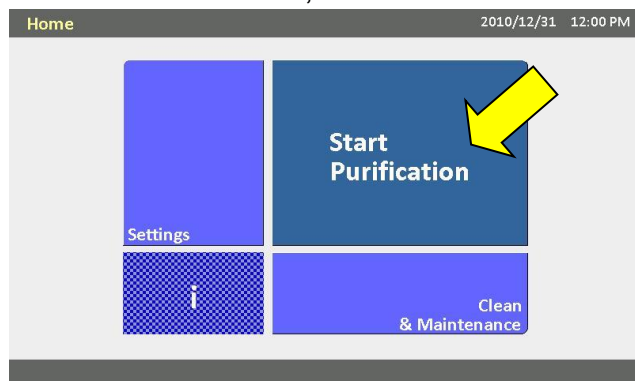 Home
2010/12/31 12:00 PM
Start
Purification
Settings
i
Clean
& Maintenance